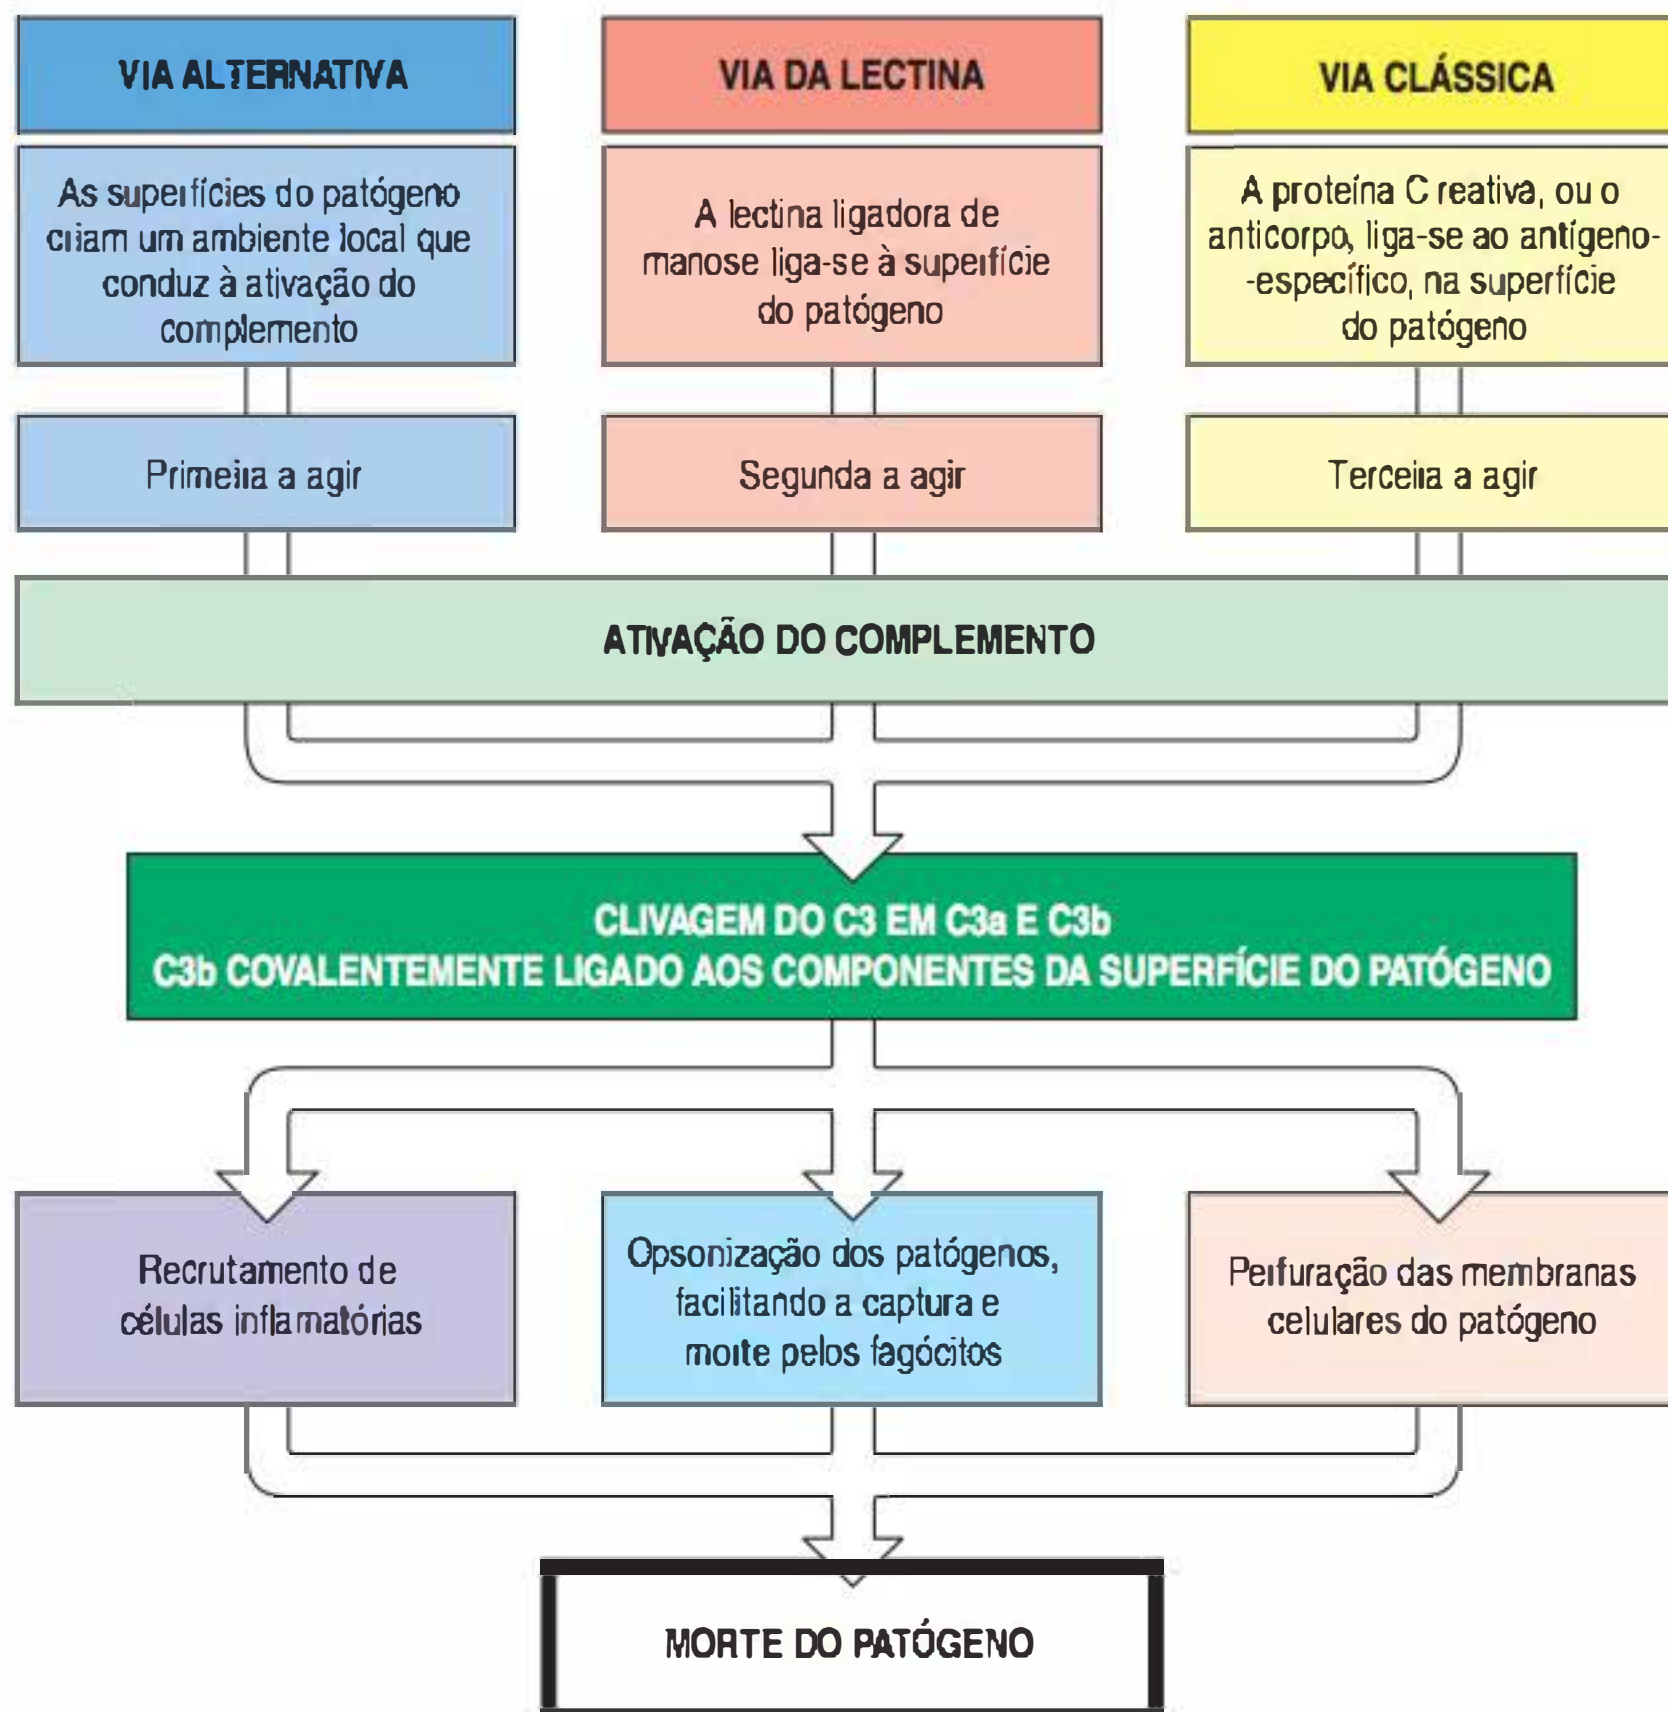 VIA ALTERNATIVA
As superfícies do patógeno
criam um ambiente local que
conduz à ativação do
complemento
Primeira a agir
VIA DA LECTINA
A lectina ligadora de
manose liga-se à superfície
do patógeno
Segunda a agir
VIA CLÁSSICA
A proteína C reativa, ou o
anticorpo, liga-se ao antígeno-
-específico, na superfície
do patógeno
Terceira a agir
ATIVAÇÃO DO COMPLEMENTO
CLIVAGEM DO C3 EM C3a E C3b
C3b COVALENTEMENTE LIGADO AOS COMPONENTES DA SUPERFÍCIE DO PATÓGENO
Recrutamento de
células inflamatórias
Opsonização dos patógenos,
facilitando a captura e
morte pelos fagócitos
Perfuração das membranas
celulares do patógeno
MORTE DO PATÓGENO